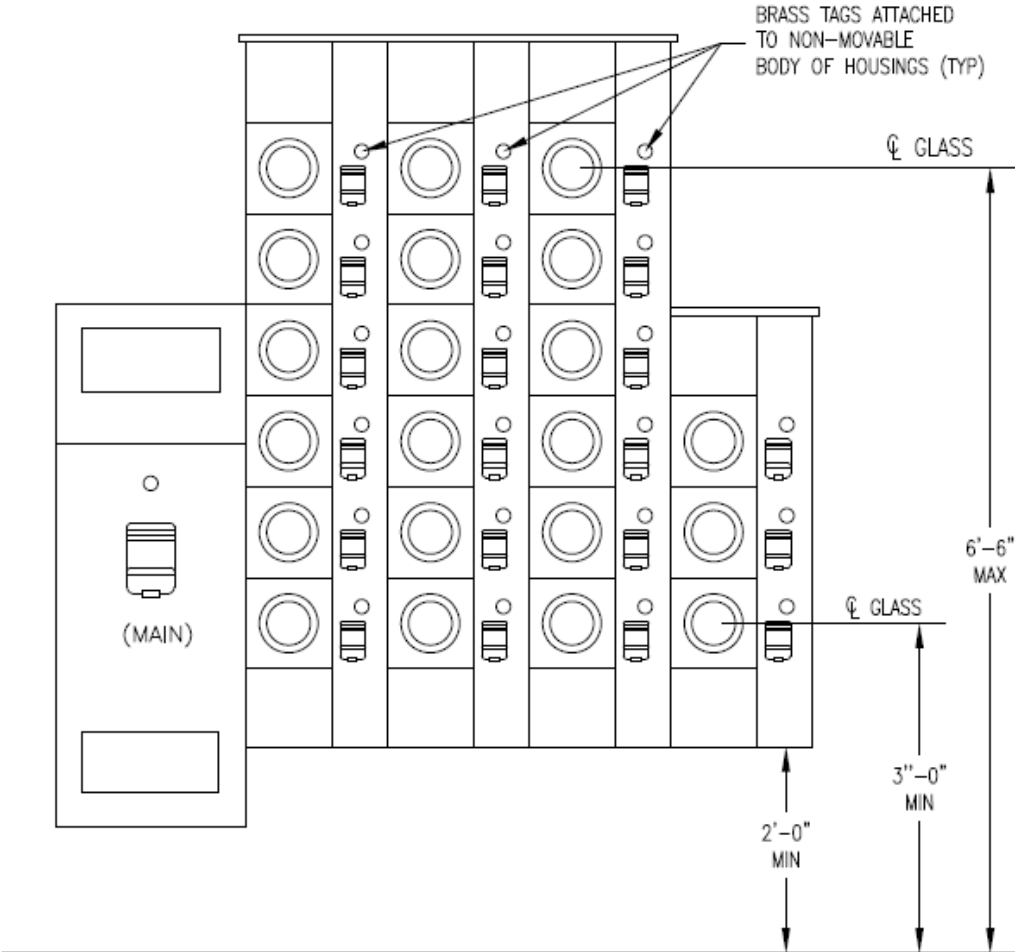 BRASS TAGS ATTACHED
TO NON-MOVABLE
BODY OF HOUSINGS (TYP)
℄ GLASS
6'-6"
MAX
℄ GLASS
(MAIN)
3''-0"
MIN
2'-0"
MIN